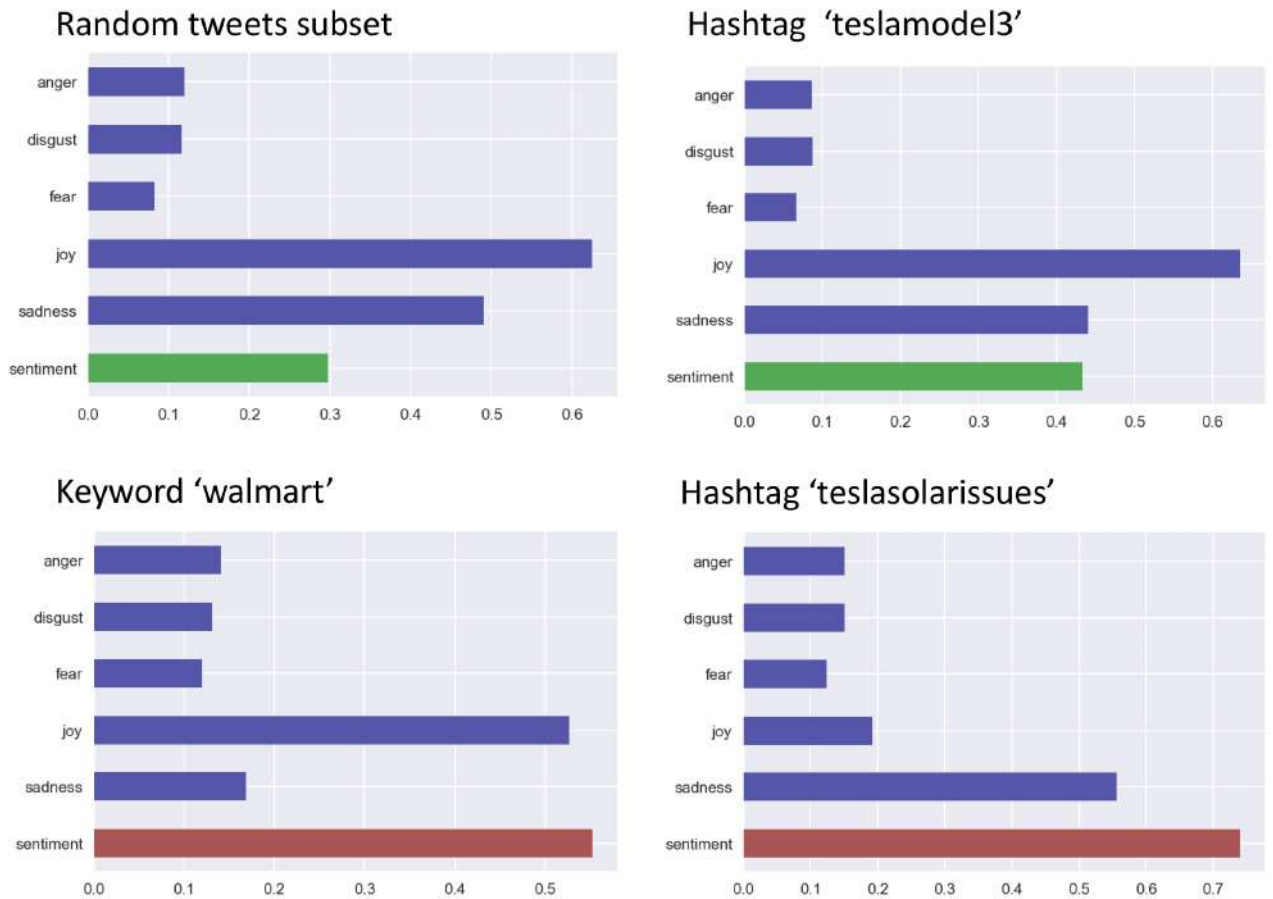 Random tweets subset
anger
disgust
fear
joy
sadness
sentiment
0.0 0.1 0.2 0.3 0.4 0.5 0.6
Hashtag ‘teslamodel3’
anger
disgust
fear
joy
sadness
sentiment
0.0 0.1 0.2 0.3 0.4 0.5 0.6
Keyword ‘walmart’
anger
disgust
fear
joy
sadness
sentiment
0.0 0.1 0.2 0.3 0.4 0.5
Hashtag ‘teslasolarissues’
anger
disgust
fear
joy
sadness
sentiment
0.0 0.1 0.2 0.3 0.4 0.5 0.6 0.7